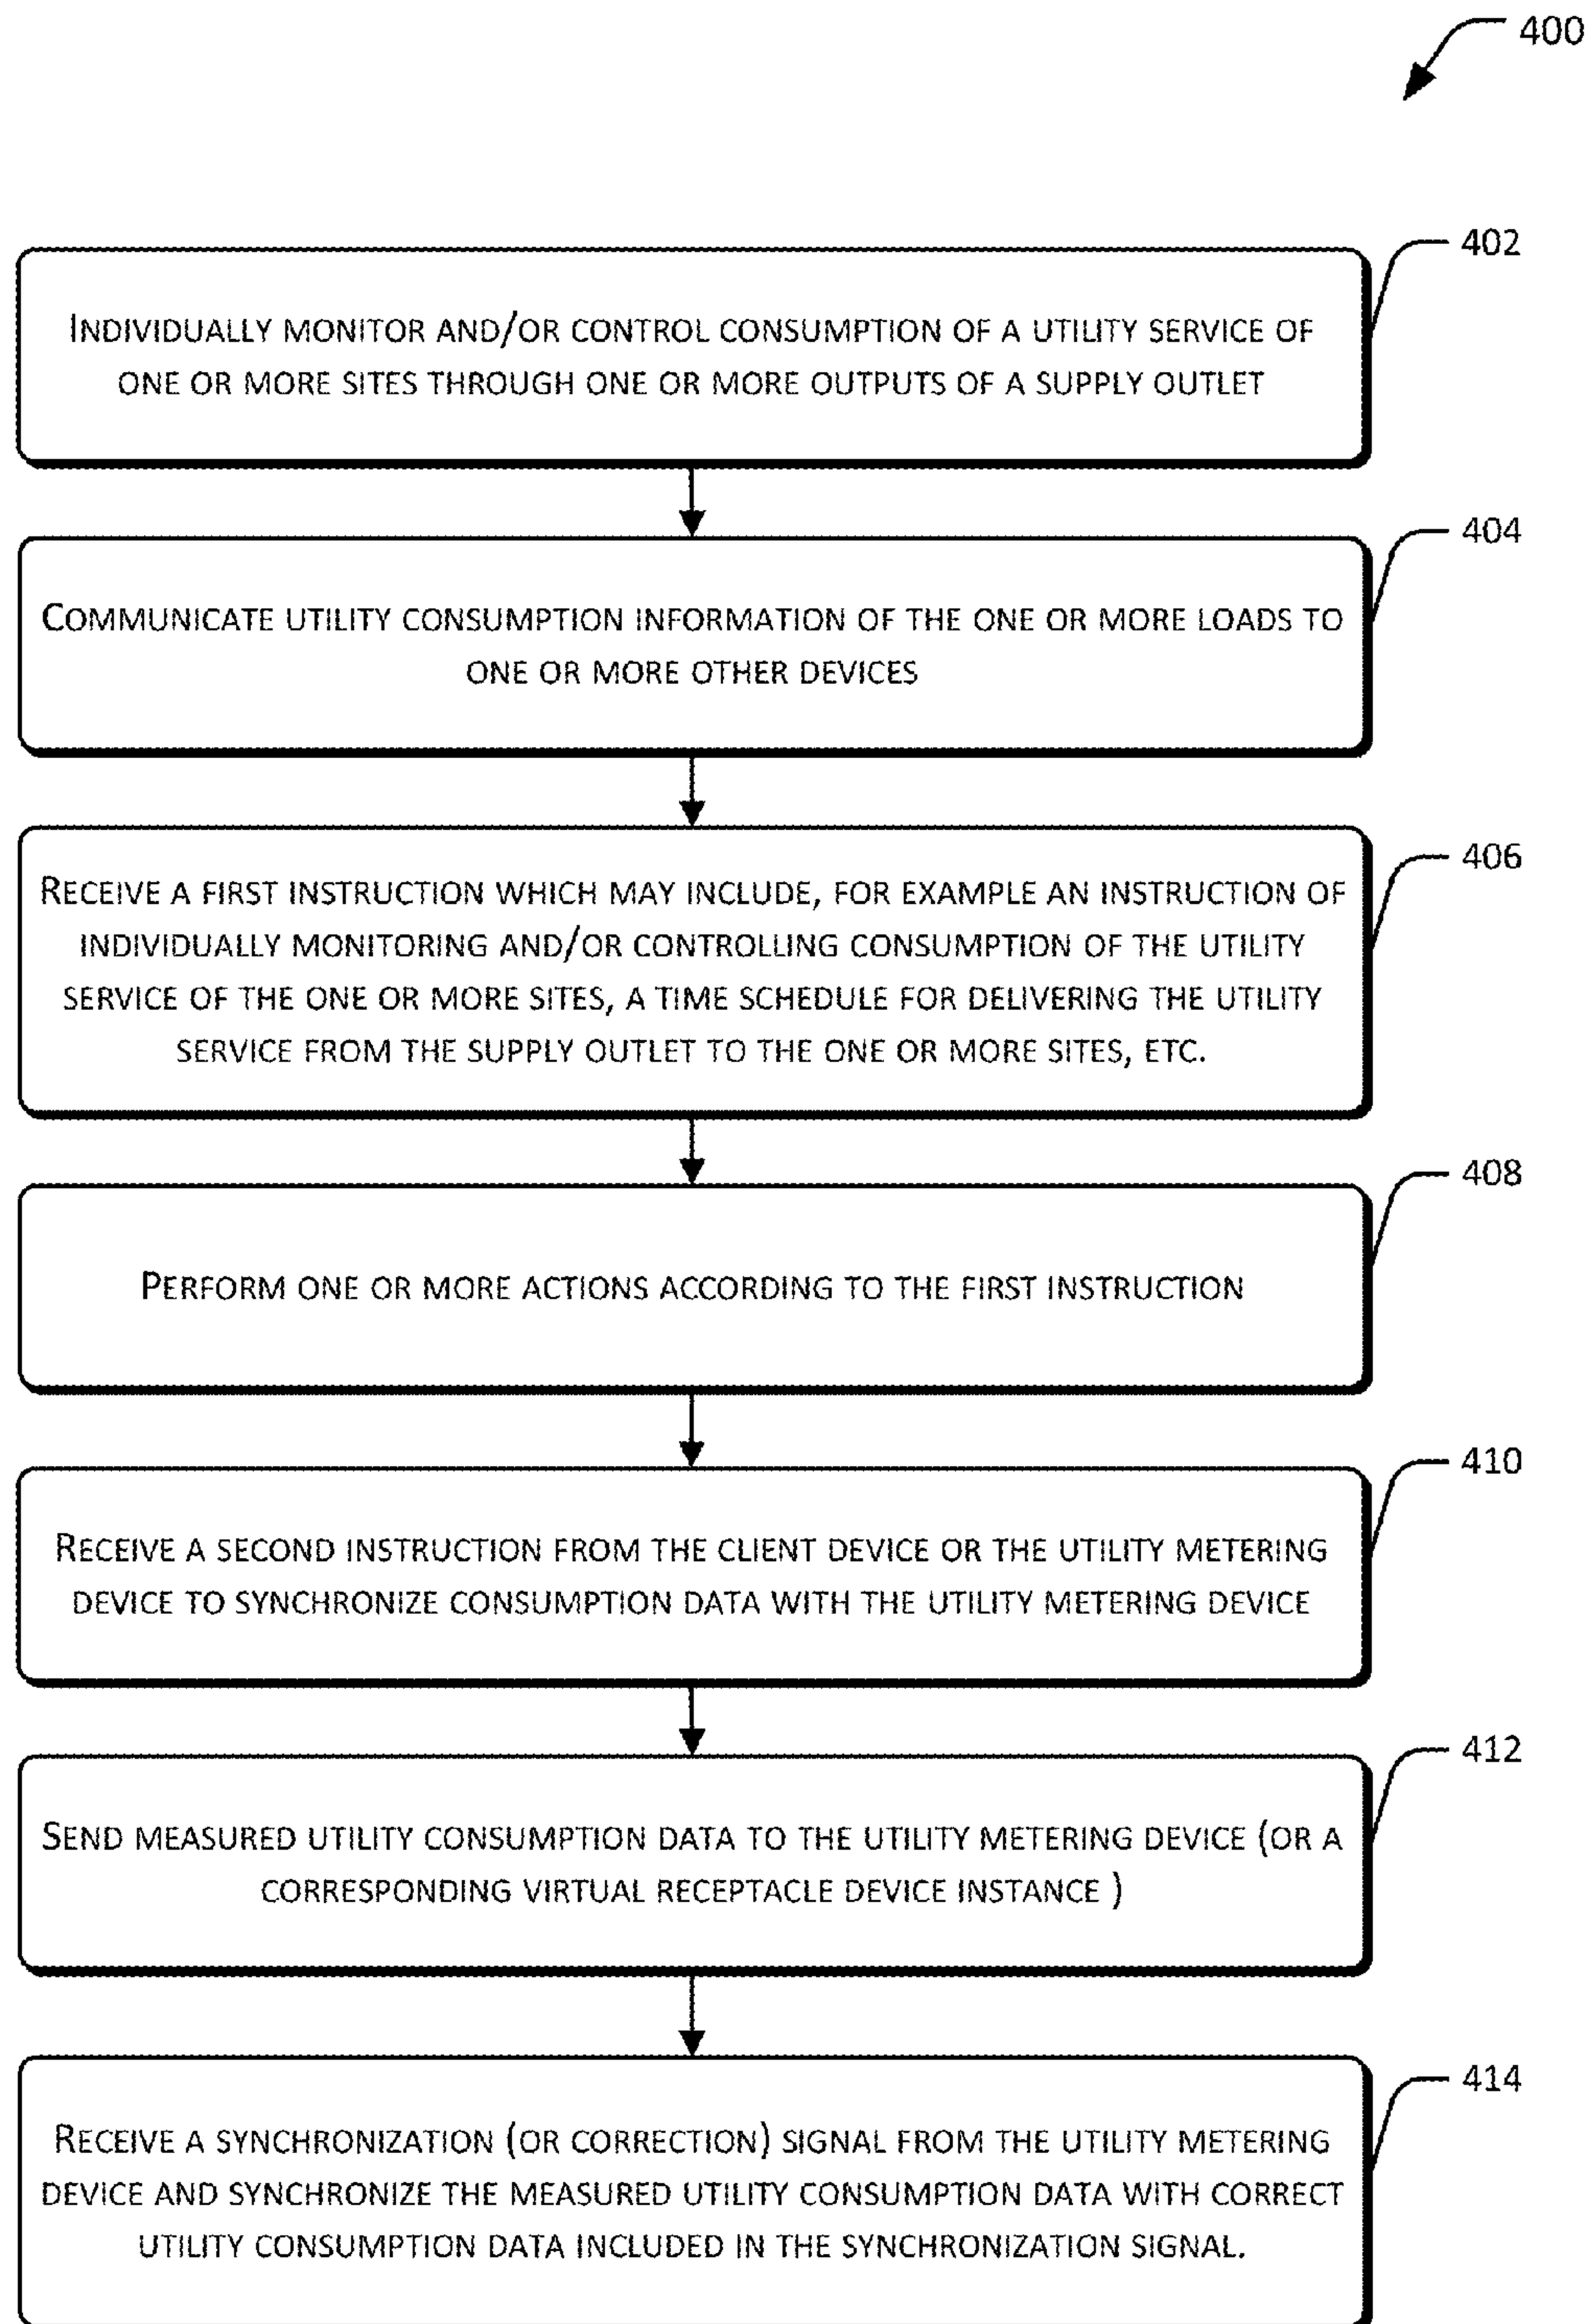 400
402
INDIVIDUALLY MONITOR AND/OR CONTROL CONSUMPTION OF A UTILITY SERVICE OF
ONE OR MORE SITES THROUGH ONE OR MORE OUTPUTS OF A SUPPLY OUTLET
404
COMMUNICATE UTILITY CONSUMPTION INFORMATION OF THE ONE OR MORE LOADS TO
ONE OR MORE OTHER DEVICES
406
RECEIVE A FIRST INSTRUCTION WHICH MAY INCLUDE, FOR EXAMPLE AN INSTRUCTION OF
INDIVIDUALLY MONITORING AND/OR CONTROLLING CONSUMPTION OF THE UTILITY
SERVICE OF THE ONE OR MORE SITES, A TIME SCHEDULE FOR DELIVERING THE UTILITY
SERVICE FROM THE SUPPLY OUTLET TO THE ONE OR MORE SITES, ETC.
408
PERFORM ONE OR MORE ACTIONS ACCORDING TO THE FIRST INSTRUCTION
410
RECEIVE A SECOND INSTRUCTION FROM THE CLIENT DEVICE OR THE UTILITY METERING
DEVICE TO SYNCHRONIZE CONSUMPTION DATA WITH THE UTILITY METERING DEVICE
412
SEND MEASURED UTILITY CONSUMPTION DATA TO THE UTILITY METERING DEVICE (OR A
CORRESPONDING VIRTUAL RECEPTACLE DEVICE INSTANCE )
414
RECEIVE A SYNCHRONIZATION (OR CORRECTION) SIGNAL FROM THE UTILITY METERING
DEVICE AND SYNCHRONIZE THE MEASURED UTILITY CONSUMPTION DATA WITH CORRECT
UTILITY CONSUMPTION DATA INCLUDED IN THE SYNCHRONIZATION SIGNAL.